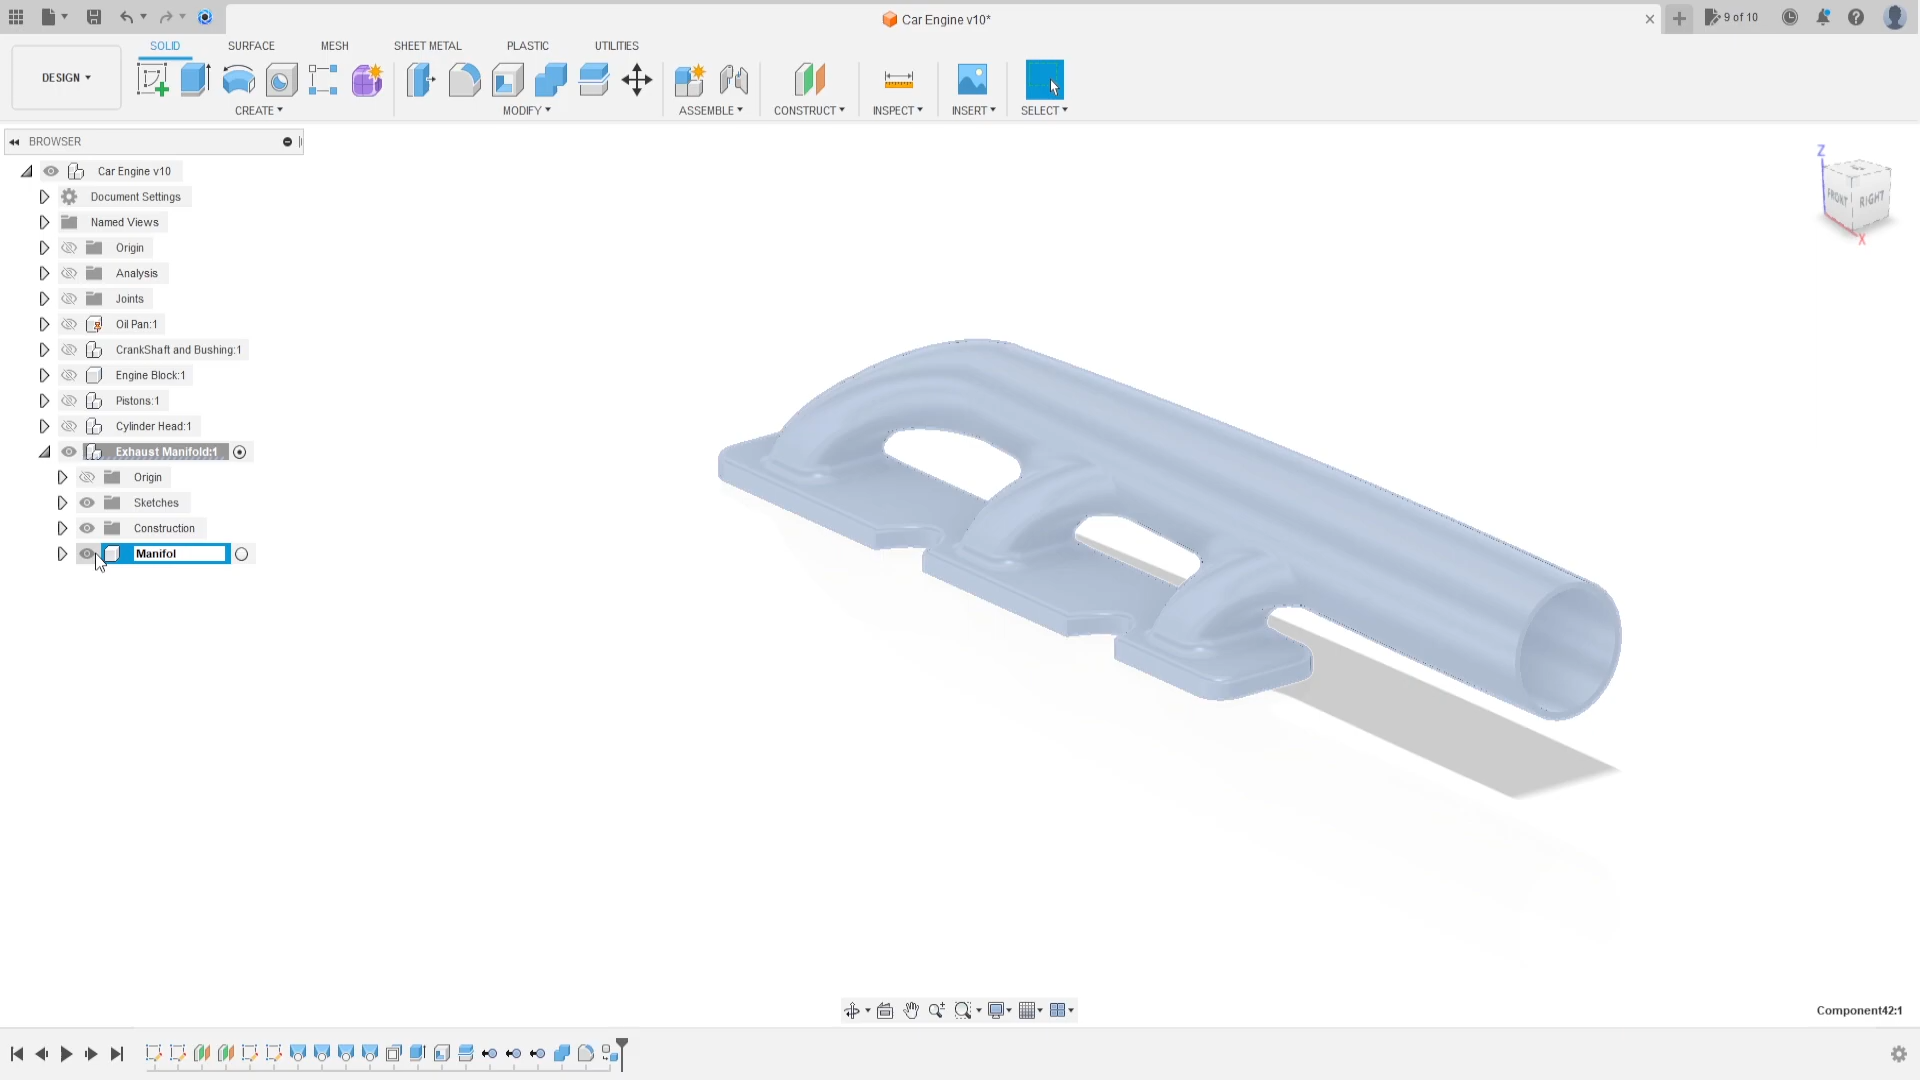 Car Engine v10*
9 of 10
DESIGN
SOLID
SURFACE
MESH
SHEET METAL
PLASTIC
UTILITIES
CREATE
MODIFY
ASSEMBLE
CONSTRUCT
INSPECT
INSERT
SELECT
BROWSER
Car Engine v10
Document Settings
Named Views
Origin
Analysis
Joints
Oil Pan:1
CrankShaft and Bushing:1
Engine Block:1
Pistons:1
Cylinder Head:1
Exhaust Manifold:1
Origin
Sketches
Construction
Manifol
Z
FRONT
RIGHT
X
Component42:1